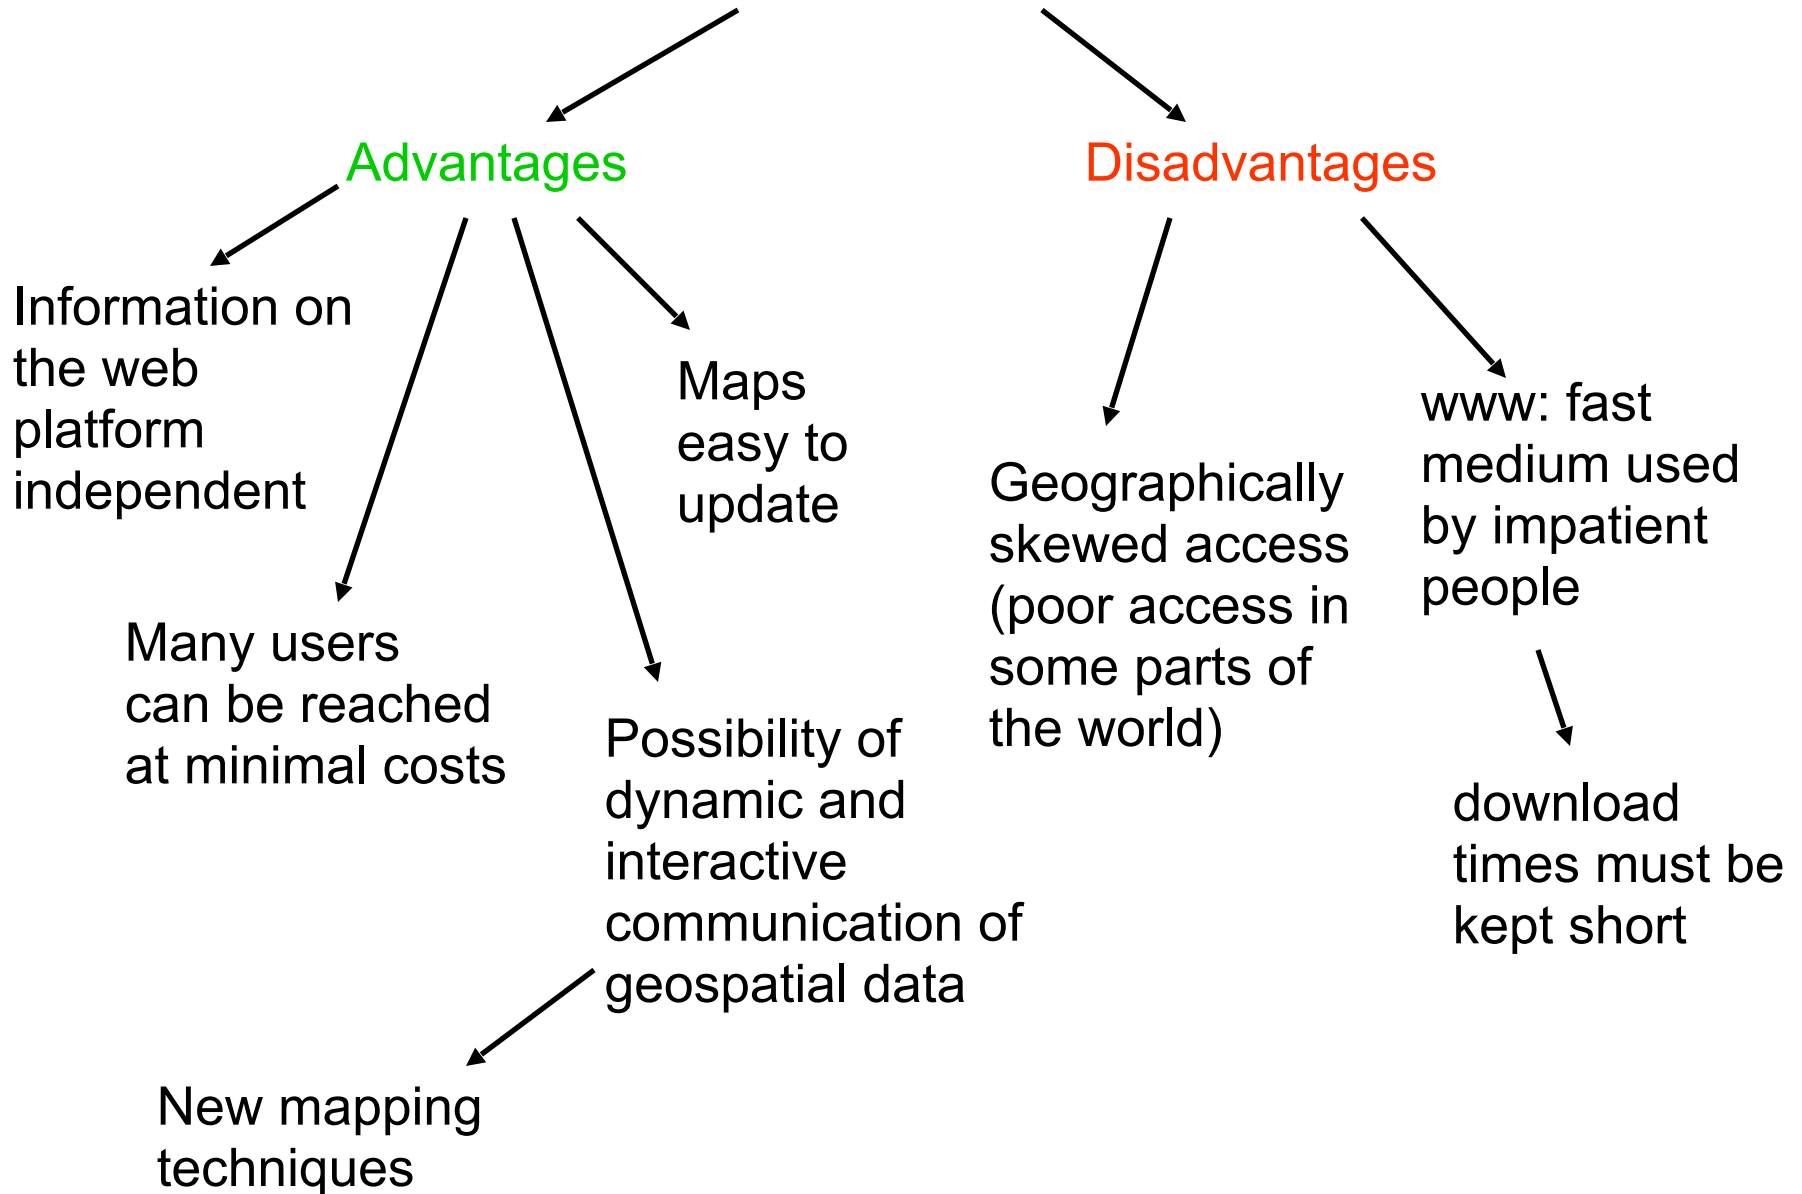 Advantages
Disadvantages
Information on
the web
platform
independent
Maps
easy to
update
www: fast
medium used
by impatient
people
Geographically
skewed access
(poor access in
some parts of
the world)
Many users
can be reached
at minimal costs
Possibility of
dynamic and
interactive
communication of
geospatial data
download
times must be
kept short
New mapping
techniques